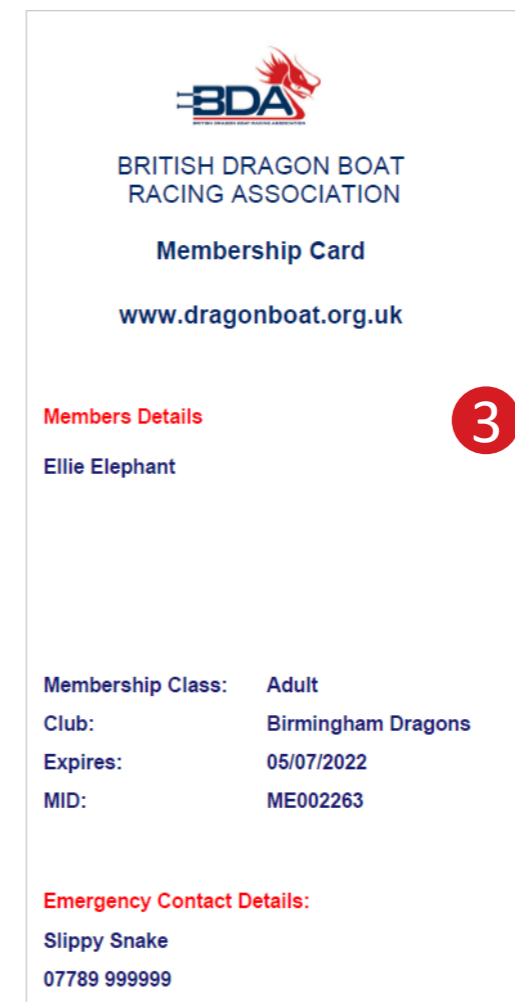 BDA
BRITISH DRAGON BOAT RACING ASSOCIATION
BRITISH DRAGON BOAT
RACING ASSOCIATION
Membership Card
www.dragonboat.org.uk
Members Details
3
Ellie Elephant
Membership Class: Adult
Club: Birmingham Dragons
Expires: 05/07/2022
MID: ME002263
Emergency Contact Details:
Slippy Snake
07789 999999